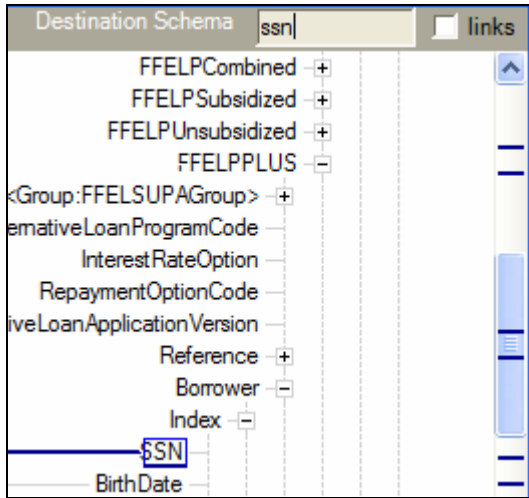 Destination Schema ssn links
FFELPCombined
FFELPSubsidized
FFELPUnsubsidized
FFELPPLUS
<Group:FFELSUPAGroup>
ernativeLoanProgramCode
InterestRateOption
RepaymentOptionCode
iveLoanApplicationVersion
Reference
Borrower
Index
SSN
BirthDate